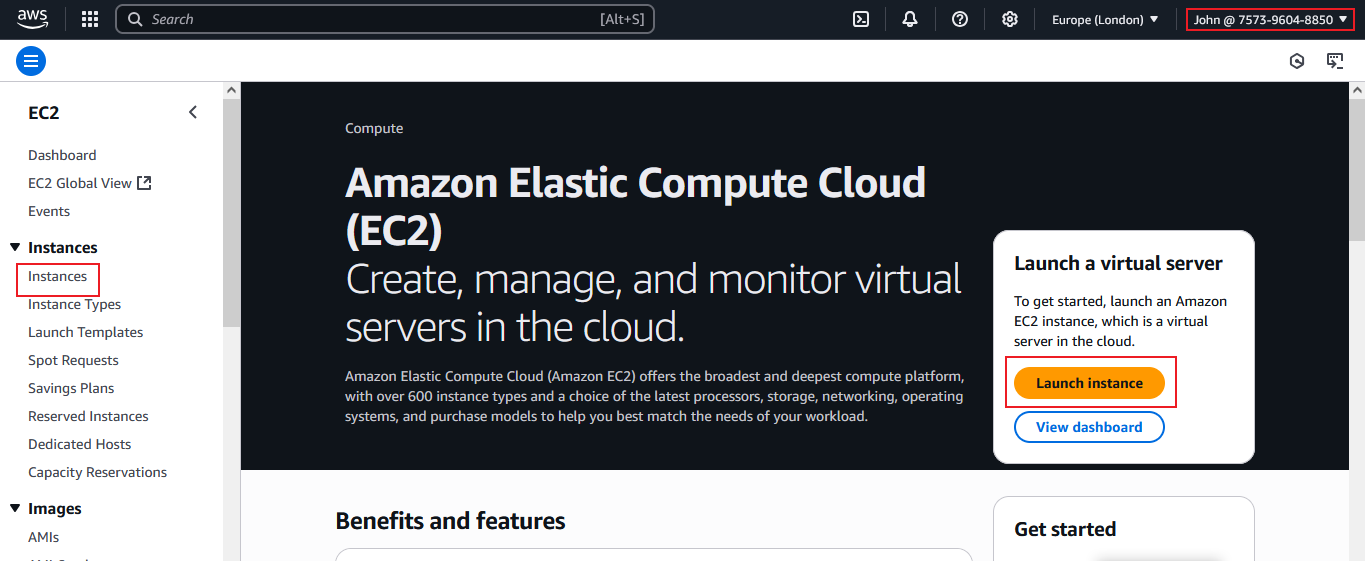 aws
Search
[Alt+S]
Europe (London)
John @ 7573-9604-8850
EC2
Dashboard
EC2 Global View
Events
Instances
Instances
Instance Types
Launch Templates
Spot Requests
Savings Plans
Reserved Instances
Dedicated Hosts
Capacity Reservations
Images
AMIs
Compute
Amazon Elastic Compute Cloud
(EC2)
Create, manage, and monitor virtual
servers in the cloud.
Amazon Elastic Compute Cloud (Amazon EC2) offers the broadest and deepest compute platform,
with over 600 instance types and a choice of the latest processors, storage, networking, operating
systems, and purchase models to help you best match the needs of your workload.
Launch a virtual server
To get started, launch an Amazon
EC2 instance, which is a virtual
server in the cloud.
Launch instance
View dashboard
Benefits and features
Get started